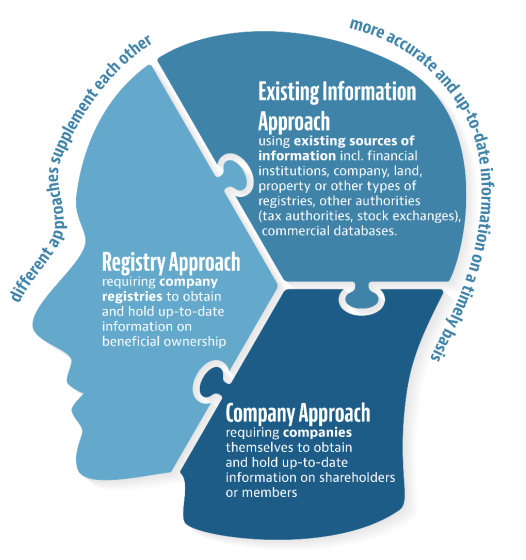 different approaches supplement each other
more accurate and up-to-date information on a timely basis
Existing Information
Approach
using existing sources of
information incl. financial
institutions, company, land,
property or other types of
registries, other authorities
(tax authorities, stock exchanges),
commercial databases.
Registry Approach
requiring company
registries to obtain
and hold up-to-date
information on
beneficial ownership
Company Approach
requiring companies
themselves to obtain
and hold up-to-date
information on shareholders
or members